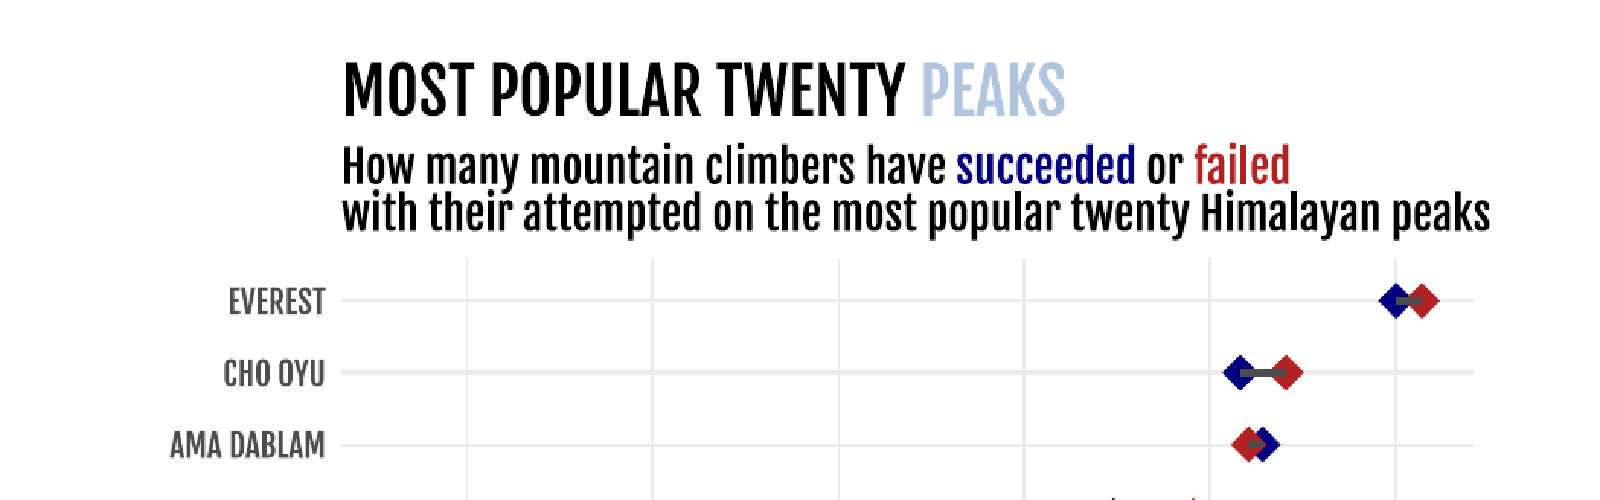 MOST POPULAR TWENTY PEAKS
How many mountain climbers have succeeded or failed
with their attempted on the most popular twenty Himalayan peaks
EVEREST
CHO OYU
AMA DABLAM